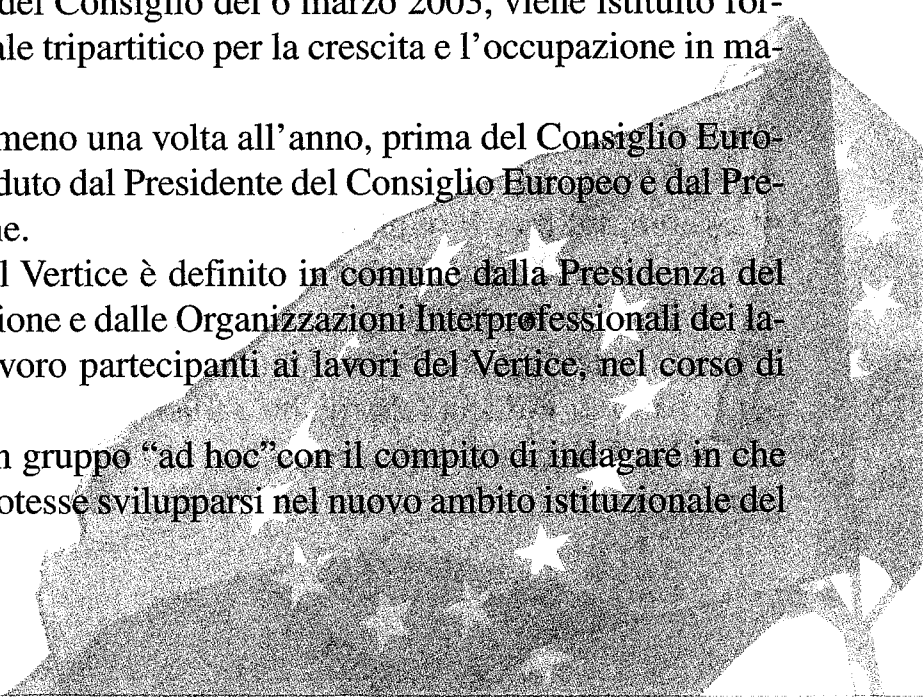 del Consiglio del 6 marzo 2003, viene istituito for-
ale tripartitico per la crescita e l'occupazione in ma-
meno una volta all'anno, prima del Consiglio Euro-
duto dal Presidente del Consiglio Europeo e dal Pre-
ne.
l Vertice è definito in comune dalla Presidenza del
ione e dalle Organizzazioni Interprofessionali dei la-
voro partecipanti ai lavori del Vertice, nel corso di
n gruppo “ad hoc”con il compito di indagare in che
otesse svilupparsi nel nuovo ambito istituzionale del